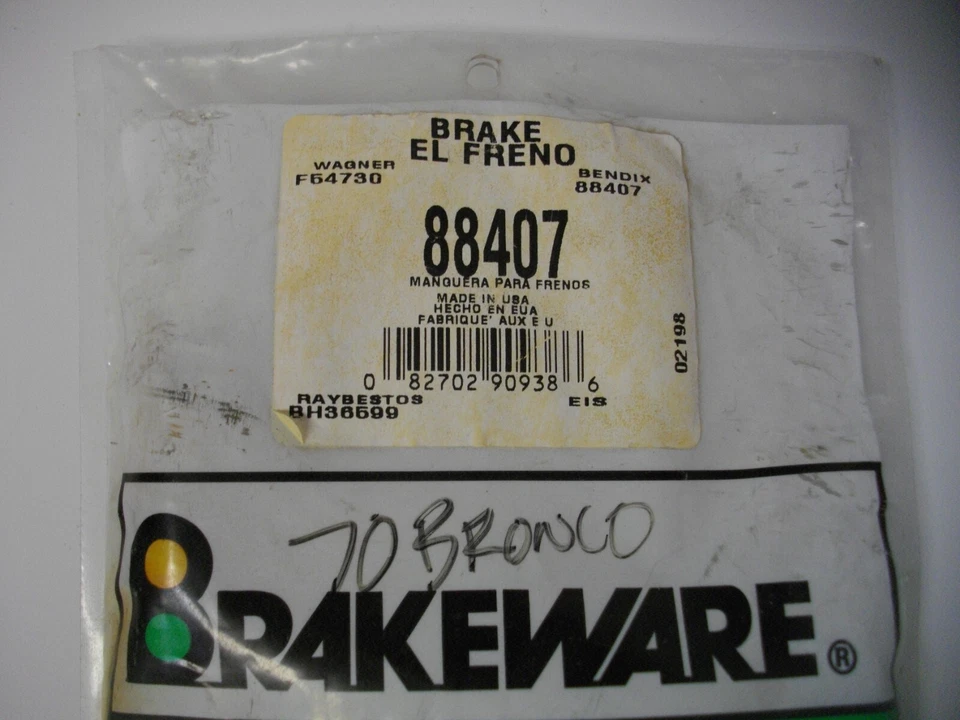 BRAKE
EL FRENO
WAGNER
F54730
BENDIX
88407
88407
MANGUERA PARA FRENOS
MADE IN USA
HECHO EN EUA
FABRIQUE' AUX E U
02198
0 82702 90938 6
RAYBESTOS
BH36599
EIS
70 BRONCO
BRAKEWARE®